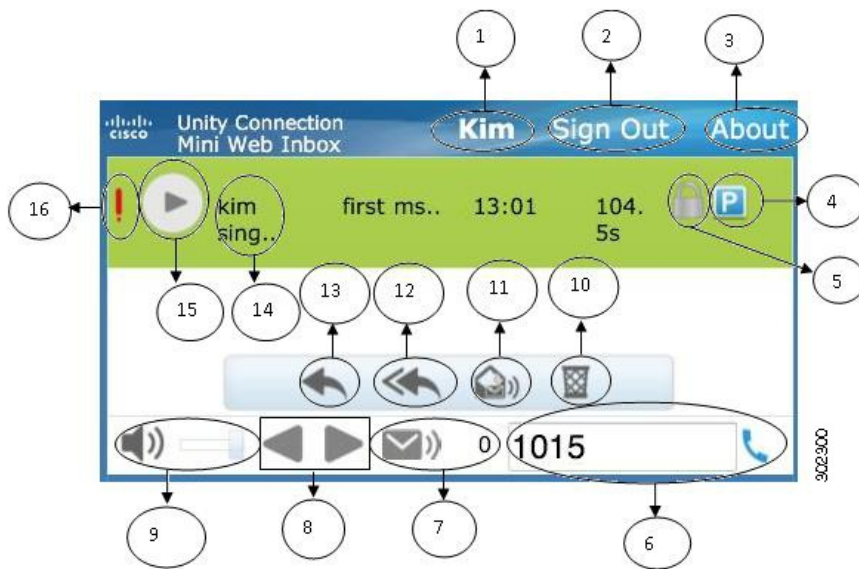 1
2
3
CISCO
Unity Connection
Mini Web Inbox
Kim
Sign Out
About
16
kim
sing..
first ms..
13:01
104.
5s
P
4
5
15
14
13
12
11
10
0
1015
302300
9
8
7
6